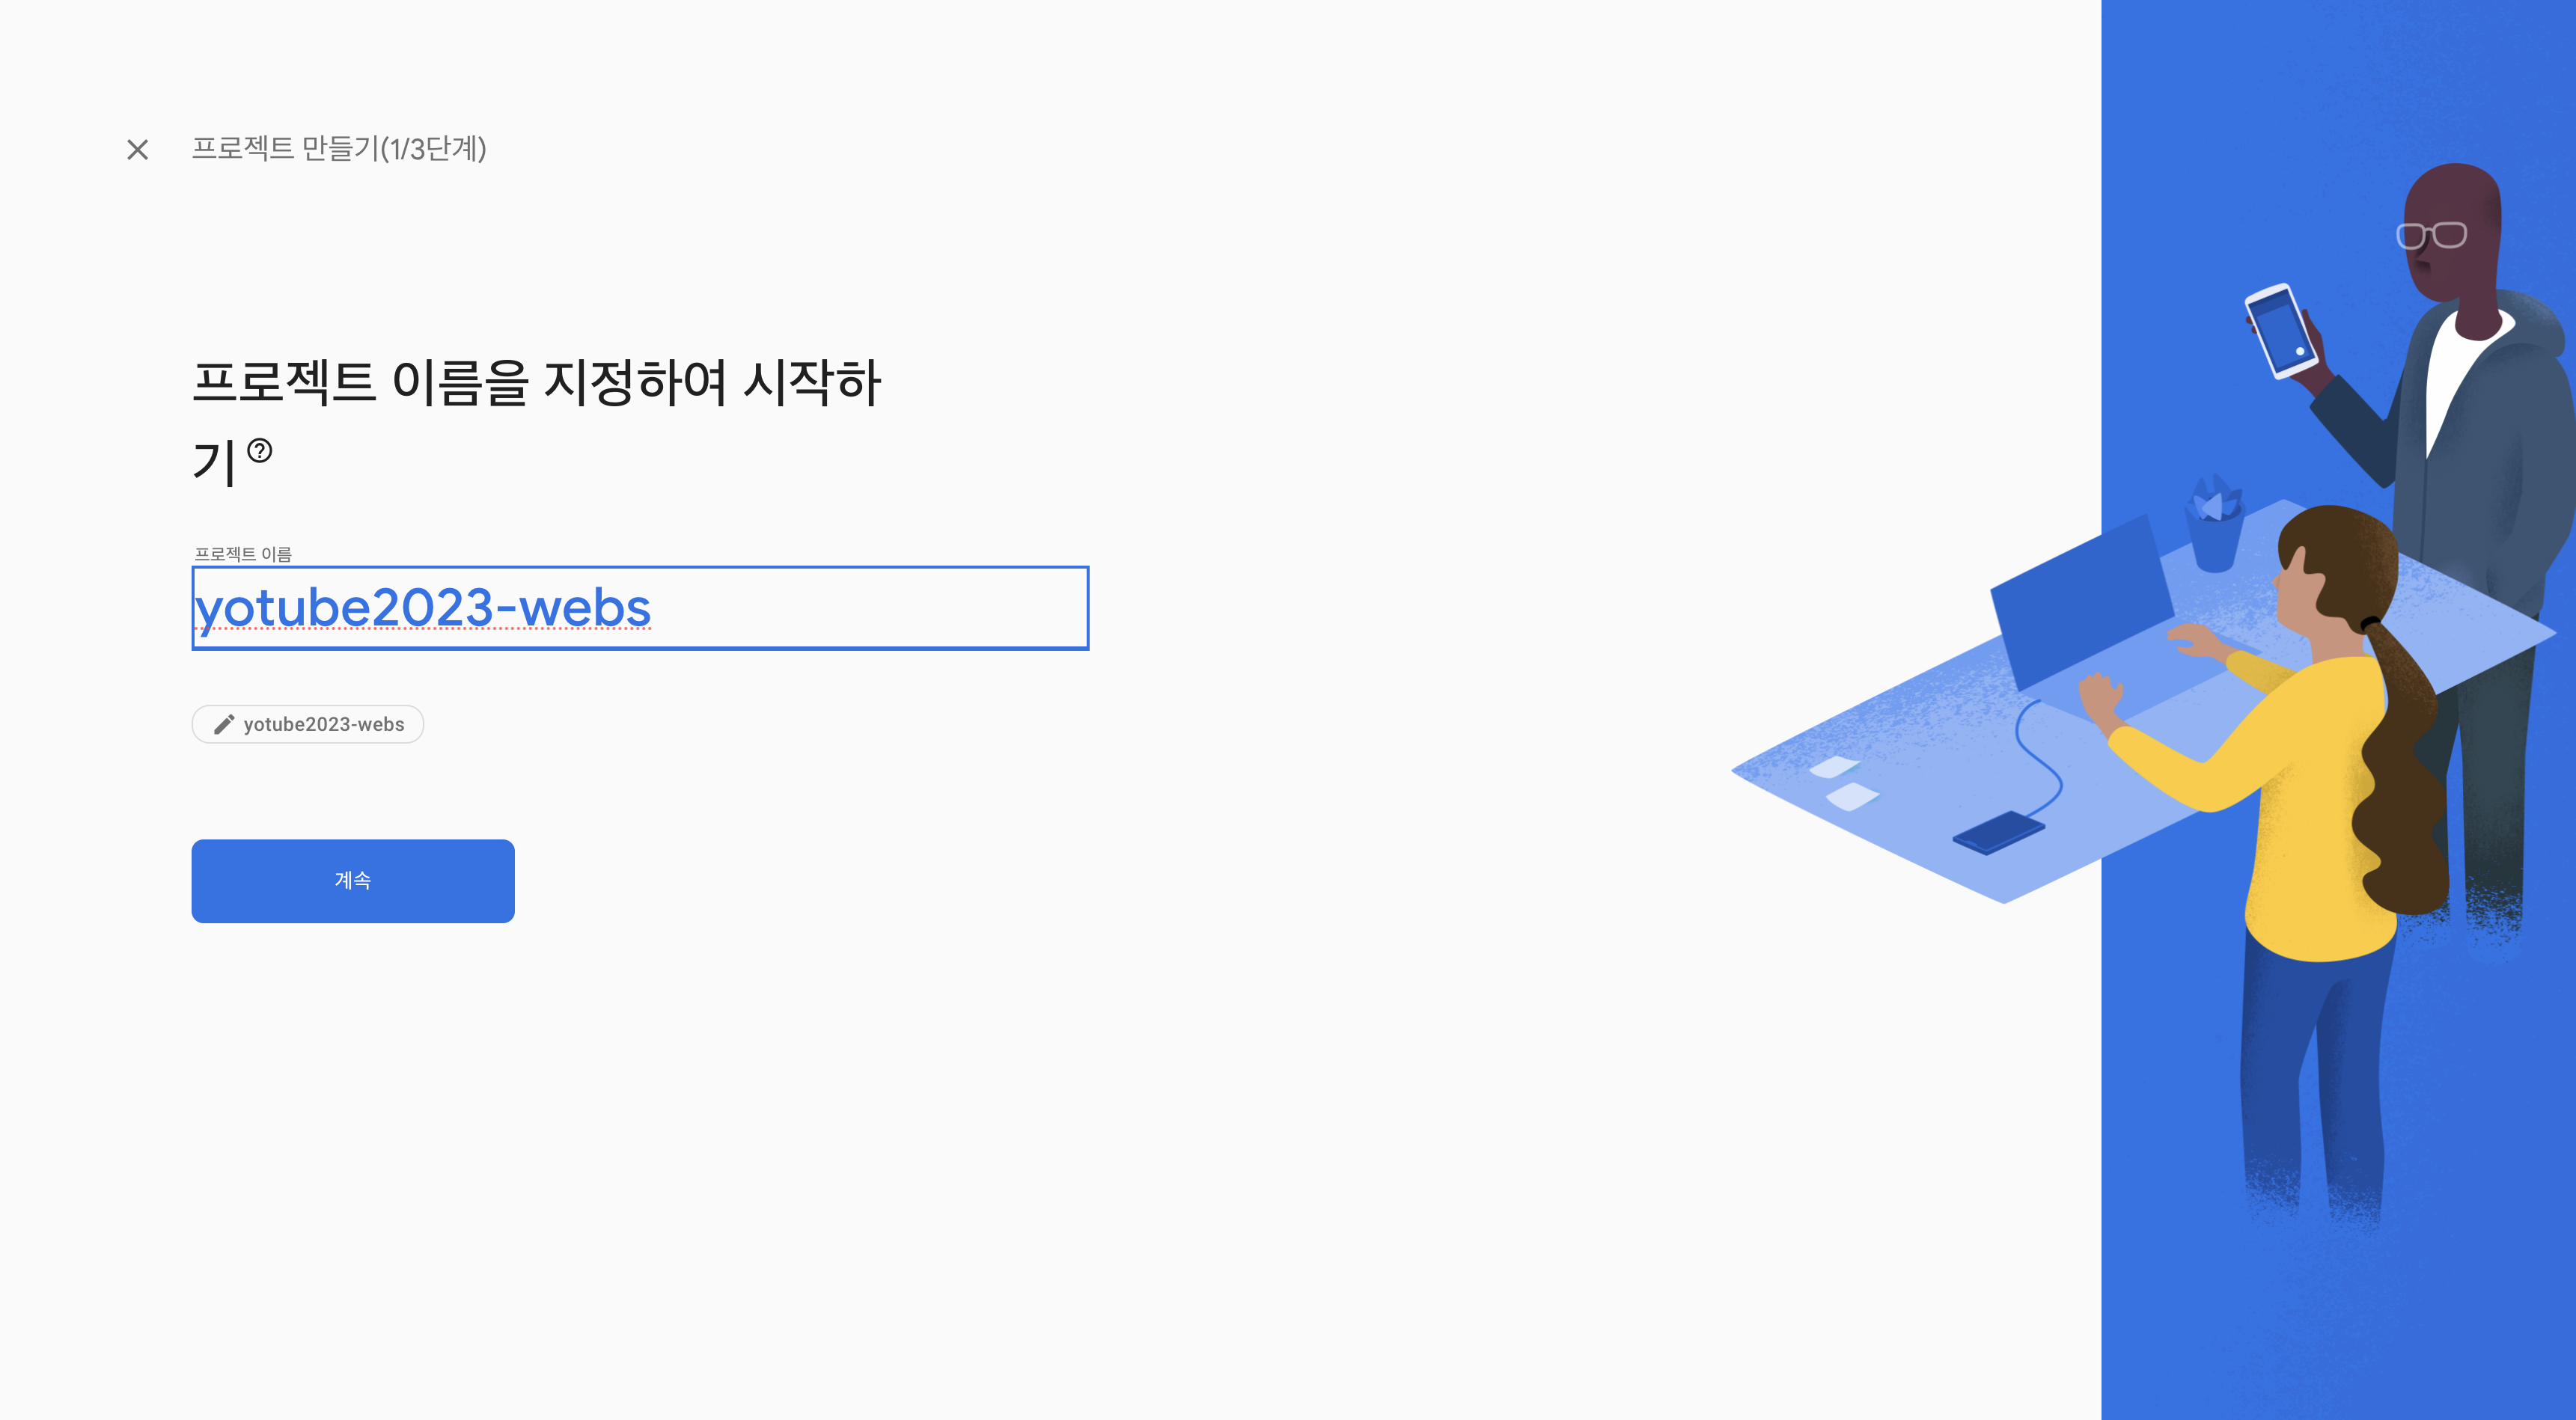 프로젝트 만들기(1/3단계)
프로젝트 이름을 지정하여 시작하
기
프로젝트 이름
yotube2023-webs
yotube2023-webs
계속